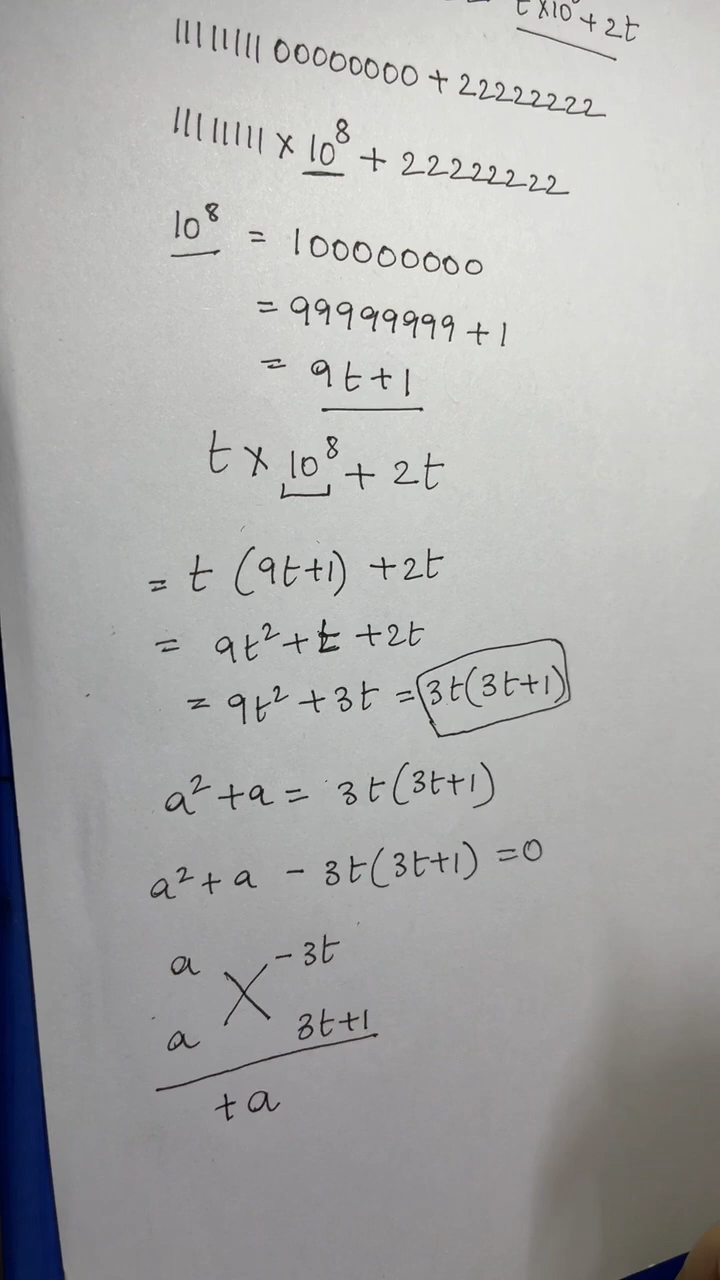 t×10⁸+2t
1111111100000000+22222222
11111111×10⁸+22222222
10⁸ = 100000000
= 99999999+1
= 9t+1
t×10⁸+2t
= t(9t+1)+2t
= 9t²+t+2t
= 9t²+3t=3t(3t+1)
a²+a= 3t(3t+1)
a²+a - 3t(3t+1)=0
a -3t
a 3t+1
+a